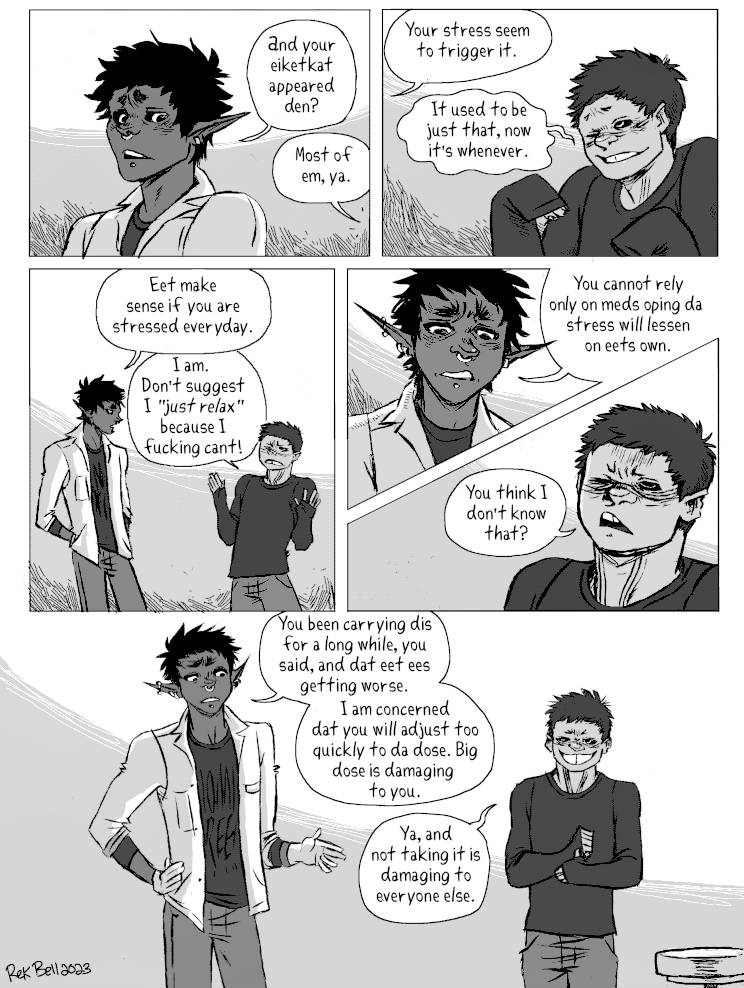 and your
eiketkat
appeared
den?
Most of
em, ya.
Your stress seem
to trigger it.
It used to be
just that, now
it's whenever.
Eet make
sense if you are
stressed everyday.
I am.
Don't suggest
I "just relax"
because I
fucking cant!
You cannot rely
only on meds oping da
stress will lessen
on eets own.
You think I
don't know
that?
You been carrying dis
for a long while, you
said, and dat eet ees
getting worse.
I am concerned
dat you will adjust too
quickly to da dose. Big
dose is damaging
to you.
Ya, and
not taking it is
damaging to
everyone else.
Rek Bell 2023